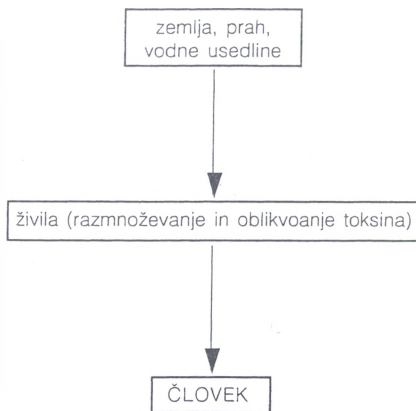 zemlja, prah,
vodne usedline
živila (razmnoževanje in oblikvoanje toksina)
ČLOVEK